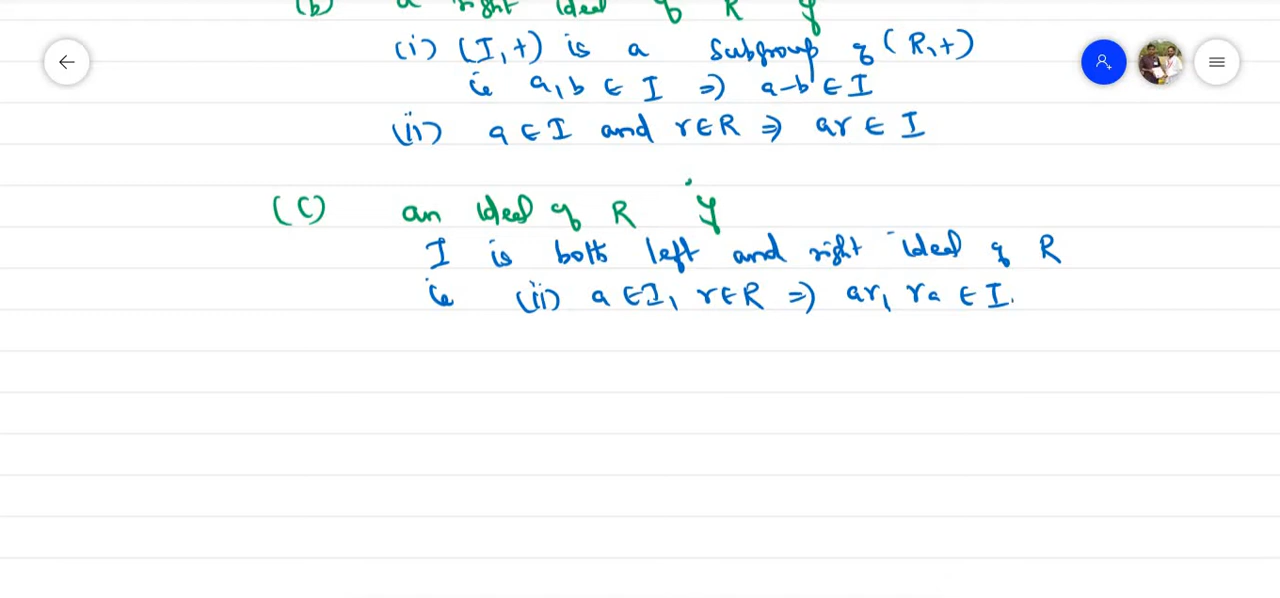 (b) a right ideal of R if
(i) (I,+) is a subgroup of (R,+)
ie a,b ∈ I ⇒ a-b ∈ I
(ii) a ∈ I and r∈R ⇒ ar ∈ I
(C) an ideal of R if
I is both left and right ideal of R
ie (ii) a ∈I, r∈R ⇒ ar, ra ∈ I.